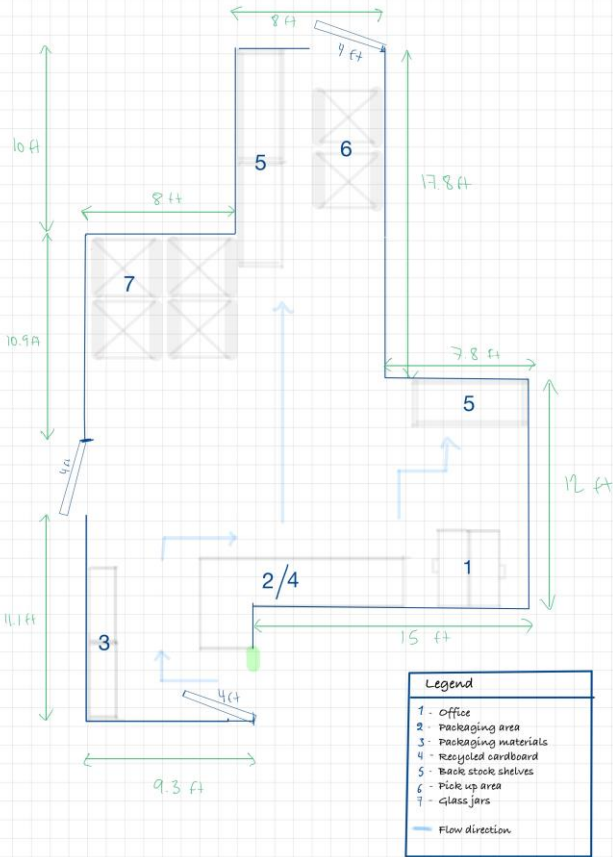 8 ft
4 ft
10 ft
5
6
17.8 ft
8 ft
7
10.9 ft
7.8 ft
5
4 ft
12 ft
2/4
1
11.1 ft
3
15 ft
4 ft
9.3 ft
Legend
1 - Office
2 - Packaging area
3 - Packaging materials
4 - Recycled cardboard
5 - Back stock shelves
6 - Pick up area
7 - Glass jars
Flow direction